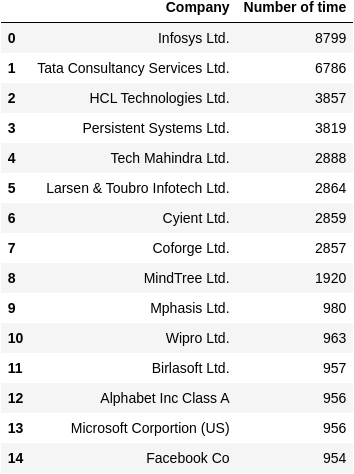 Company Number of time
0 Infosys Ltd. 8799
1 Tata Consultancy Services Ltd. 6786
2 HCL Technologies Ltd. 3857
3 Persistent Systems Ltd. 3819
4 Tech Mahindra Ltd. 2888
5 Larsen & Toubro Infotech Ltd. 2864
6 Cyient Ltd. 2859
7 Coforge Ltd. 2857
8 MindTree Ltd. 1920
9 Mphasis Ltd. 980
10 Wipro Ltd. 963
11 Birlasoft Ltd. 957
12 Alphabet Inc Class A 956
13 Microsoft Corportion (US) 956
14 Facebook Co 954